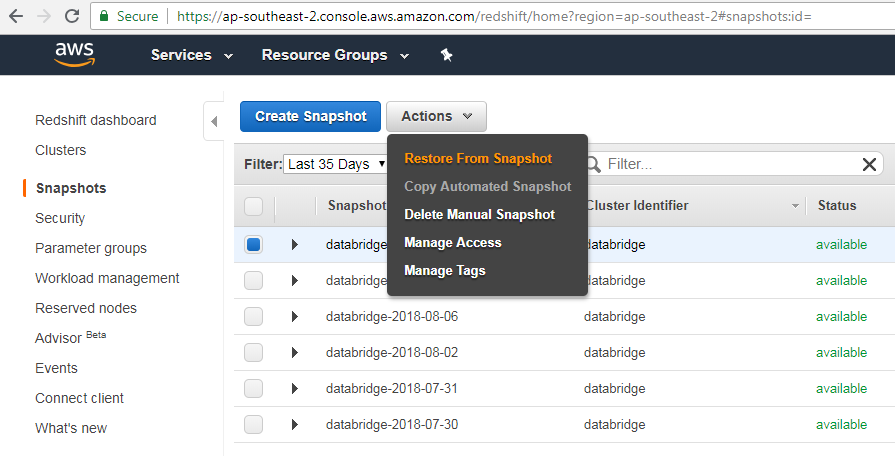 Secure https://ap-southeast-2.console.aws.amazon.com/redshift/home?region=ap-southeast-2#snapshots:id=
aws Services Resource Groups
Redshift dashboard
Clusters
Snapshots
Security
Parameter groups
Workload management
Reserved nodes
Advisor Beta
Events
Connect client
What's new
Create Snapshot Actions
Restore From Snapshot
Copy Automated Snapshot
Delete Manual Snapshot
Manage Access
Manage Tags
Filter: Last 35 Days Filter...
Snapshot Cluster Identifier Status
databridge- databridge available
databridge- databridge available
databridge-2018-08-06 databridge available
databridge-2018-08-02 databridge available
databridge-2018-07-31 databridge available
databridge-2018-07-30 databridge available